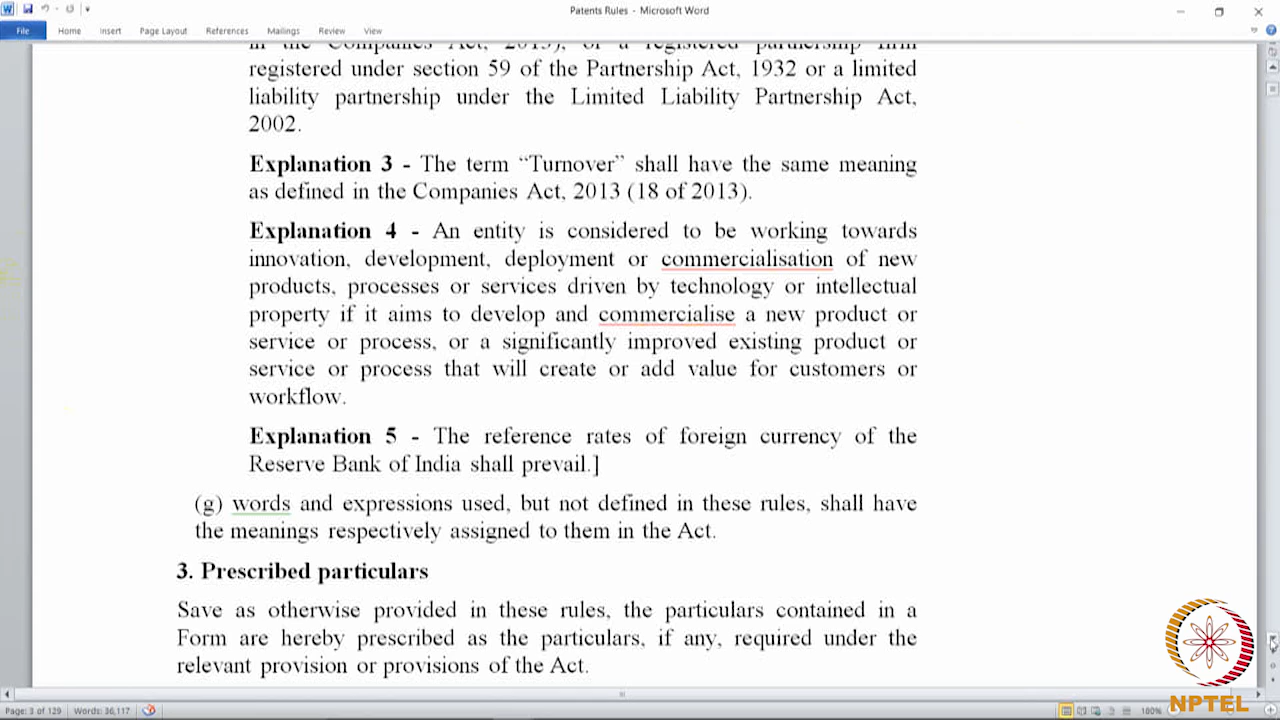 Patents Rules - Microsoft Word
File Home Insert Page Layout References Mailings Review View
in the Companies Act, 2013), or a registered partnership firm
registered under section 59 of the Partnership Act, 1932 or a limited
liability partnership under the Limited Liability Partnership Act,
2002.
Explanation 3 - The term “Turnover” shall have the same meaning
as defined in the Companies Act, 2013 (18 of 2013).
Explanation 4 - An entity is considered to be working towards
innovation, development, deployment or commercialisation of new
products, processes or services driven by technology or intellectual
property if it aims to develop and commercialise a new product or
service or process, or a significantly improved existing product or
service or process that will create or add value for customers or
workflow.
Explanation 5 - The reference rates of foreign currency of the
Reserve Bank of India shall prevail.]
(g) words and expressions used, but not defined in these rules, shall have
the meanings respectively assigned to them in the Act.
3. Prescribed particulars
Save as otherwise provided in these rules, the particulars contained in a
Form are hereby prescribed as the particulars, if any, required under the
relevant provision or provisions of the Act.
NPTEL
Page: 3 of 129 Words: 36,117 180%